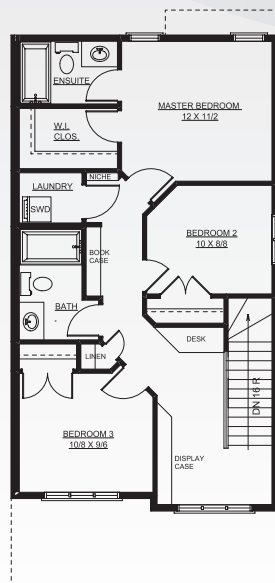 ENSUITE
MASTER BEDROOM
12 X 11/2
W.I.
CLOS.
NICHE
LAUNDRY
SWD
BEDROOM 2
10 X 8/8
BOOK
CASE
BATH
DESK
LINEN
DN 16 R
BEDROOM 3
10/8 X 9/6
DISPLAY
CASE